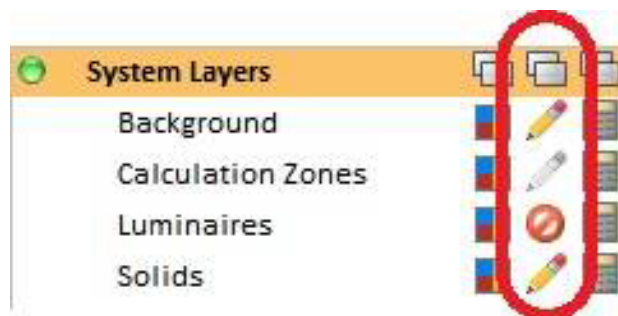 System Layers
Background
Calculation Zones
Luminaires
Solids